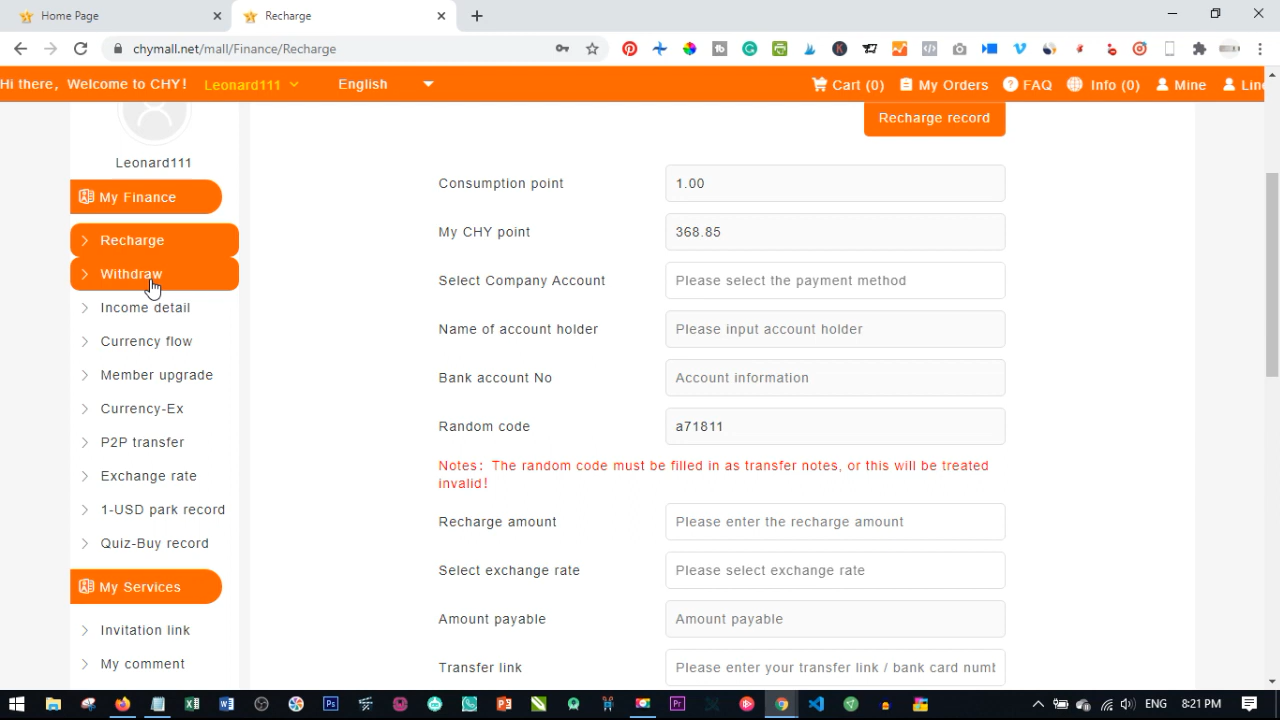 Home Page
Recharge
chymall.net/mall/Finance/Recharge
Hi there, Welcome to CHY!
Leonard111
English
Cart (0)
My Orders
FAQ
Info (0)
Mine
Line
Recharge record
Leonard111
My Finance
Recharge
Withdraw
Income detail
Currency flow
Member upgrade
Currency-Ex
P2P transfer
Exchange rate
1-USD park record
Quiz-Buy record
My Services
Invitation link
My comment
Consumption point
1.00
My CHY point
368.85
Select Company Account
Please select the payment method
Name of account holder
Please input account holder
Bank account No
Account information
Random code
a71811
Notes: The random code must be filled in as transfer notes, or this will be treated
invalid!
Recharge amount
Please enter the recharge amount
Select exchange rate
Please select exchange rate
Amount payable
Amount payable
Transfer link
Please enter your transfer link / bank card numt
ENG
8:21 PM